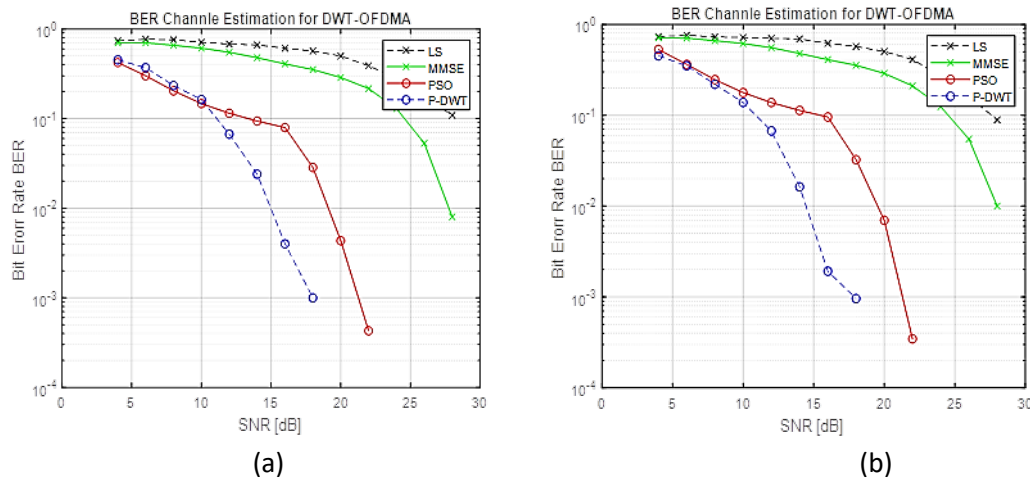 BER Channle Estimation for DWT-OFDMA
10^0
10^-1
10^-2
10^-3
10^-4
Bit Erorr Rate BER
0 5 10 15 20 25 30
SNR [dB]
LS
MMSE
PSO
P-DWT
(a)
BER Channle Estimation for DWT-OFDMA
10^0
10^-1
10^-2
10^-3
10^-4
Bit Erorr Rate BER
0 5 10 15 20 25 30
SNR [dB]
LS
MMSE
PSO
P-DWT
(b)